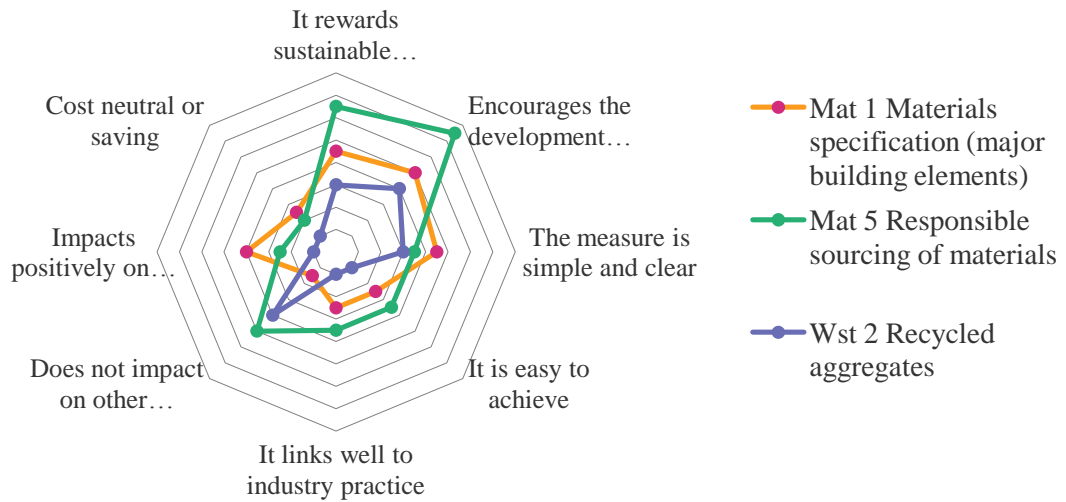 It rewards
sustainable…
Encourages the
development…
The measure is
simple and clear
It is easy to
achieve
It links well to
industry practice
Does not impact
on other…
Impacts
positively on…
Cost neutral or
saving
Mat 1 Materials
specification (major
building elements)
Mat 5 Responsible
sourcing of materials
Wst 2 Recycled
aggregates